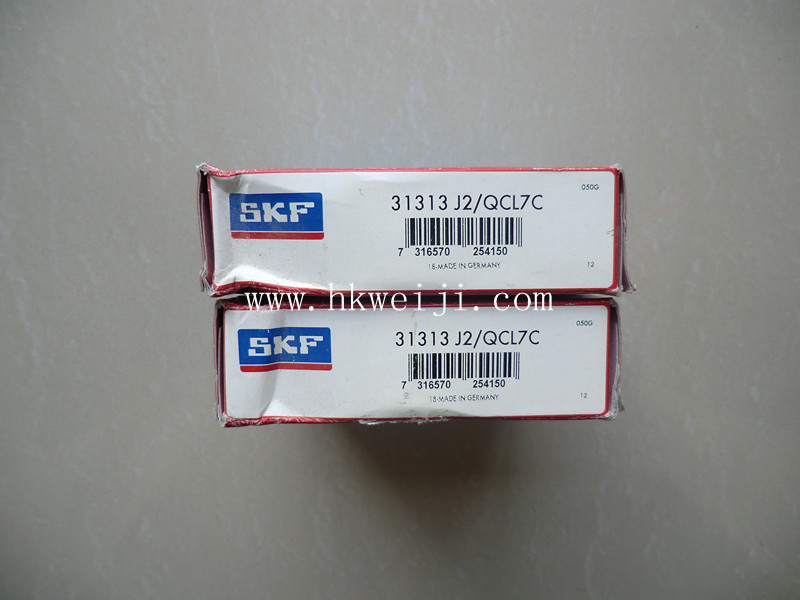 050G
SKF
31313 J2/QCL7C
7 316570 254150
18-MADE IN GERMANY
12
www.hkweiji.com
050G
SKF
31313 J2/QCL7C
7 316570 254150
18-MADE IN GERMANY
12